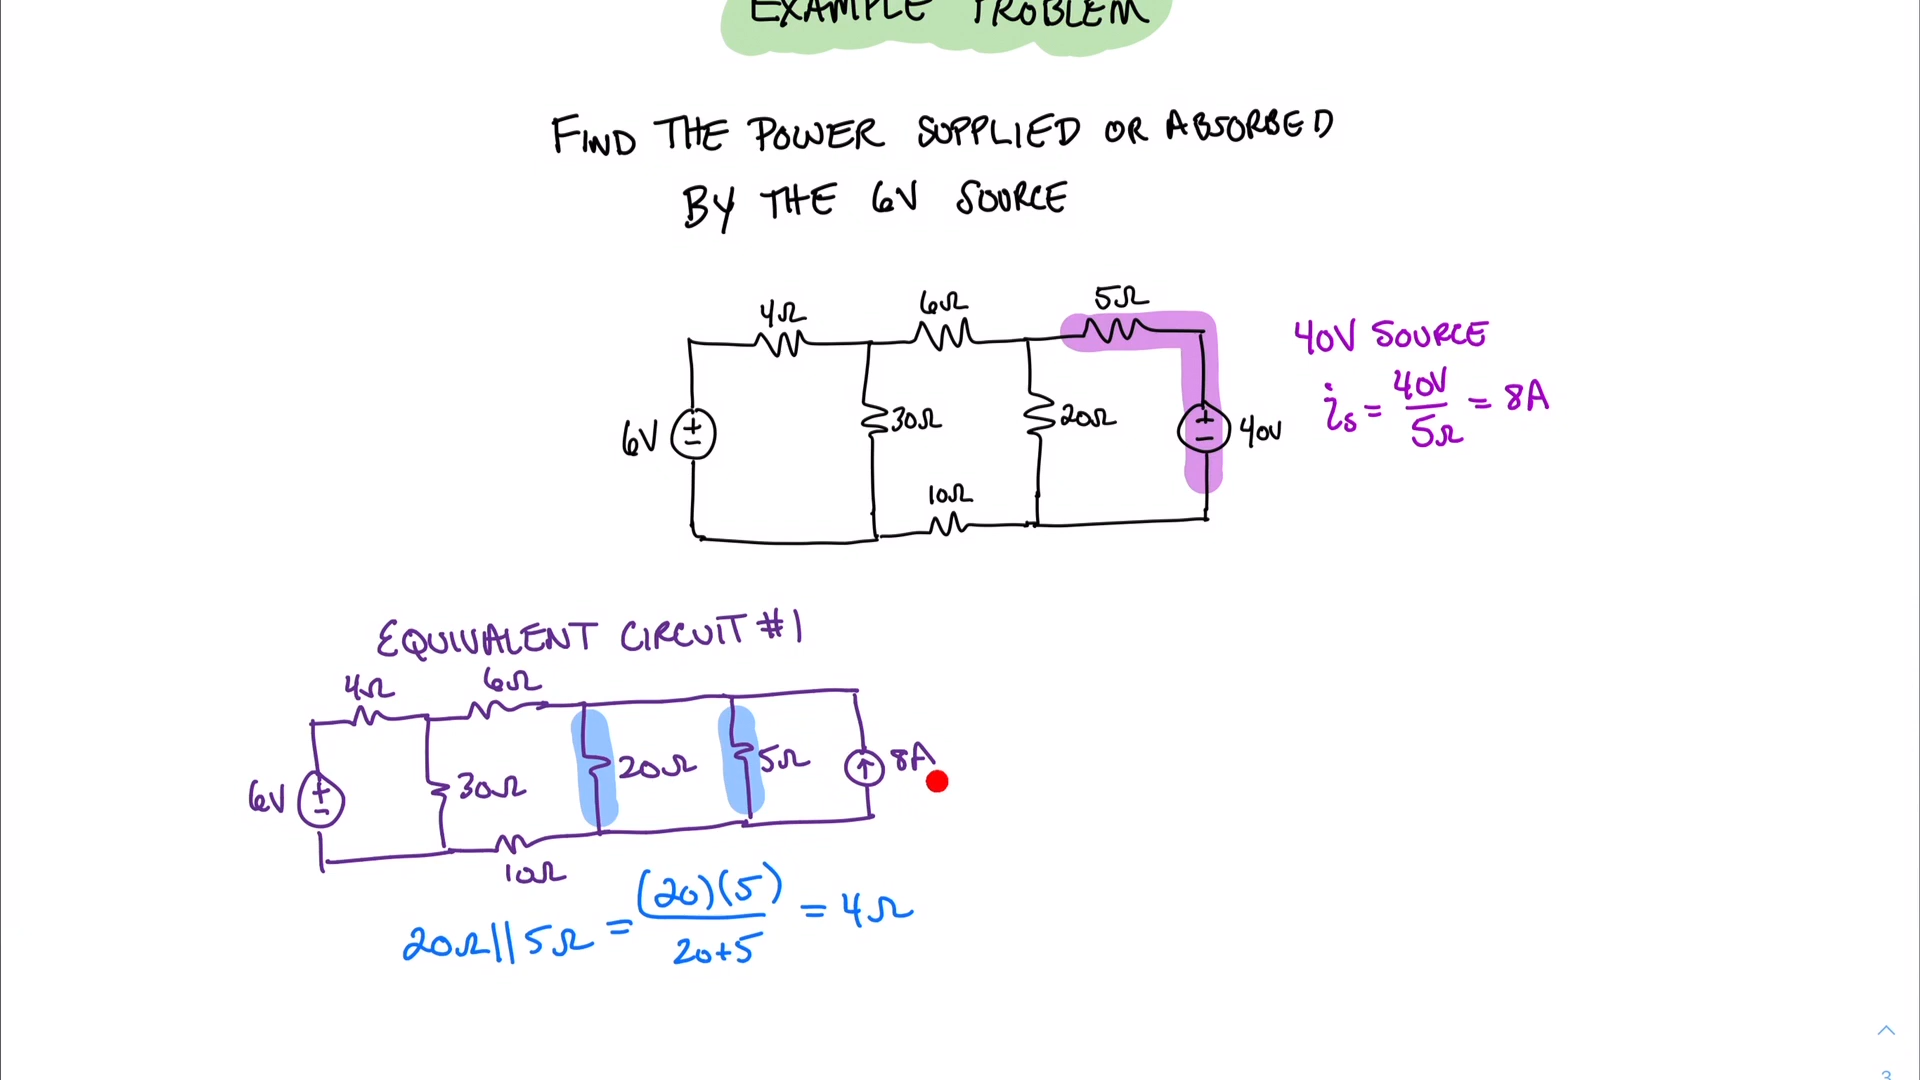 EXAMPLE PROBLEM
FIND THE POWER SUPPLIED OR ABSORBED
BY THE 6V SOURCE
4Ω 6Ω 5Ω
6V 30Ω 20Ω 40V
10Ω
40V SOURCE
is = 40V/5Ω = 8A
EQUIVALENT CIRCUIT #1
4Ω 6Ω
6V 30Ω 20Ω 5Ω 8A
10Ω
20Ω||5Ω = (20)(5)/20+5 = 4Ω